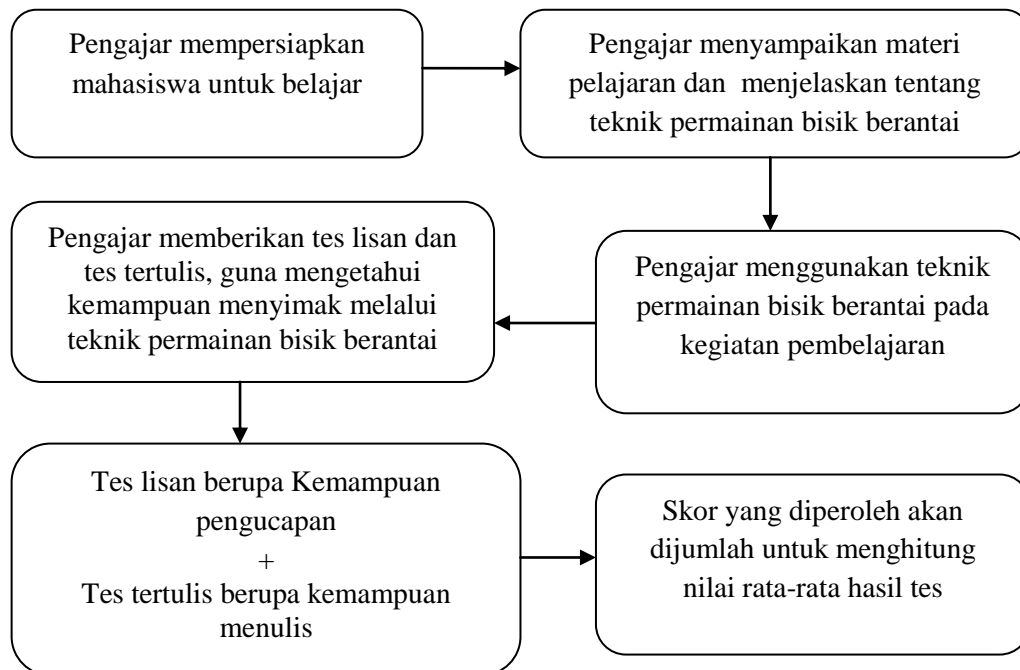 Pengajar mempersiapkan
mahasiswa untuk belajar
Pengajar menyampaikan materi
pelajaran dan menjelaskan tentang
teknik permainan bisik berantai
Pengajar menggunakan teknik
permainan bisik berantai pada
kegiatan pembelajaran
Pengajar memberikan tes lisan dan
tes tertulis, guna mengetahui
kemampuan menyimak melalui
teknik permainan bisik berantai
Tes lisan berupa Kemampuan
pengucapan
+
Tes tertulis berupa kemampuan
menulis
Skor yang diperoleh akan
dijumlah untuk menghitung
nilai rata-rata hasil tes